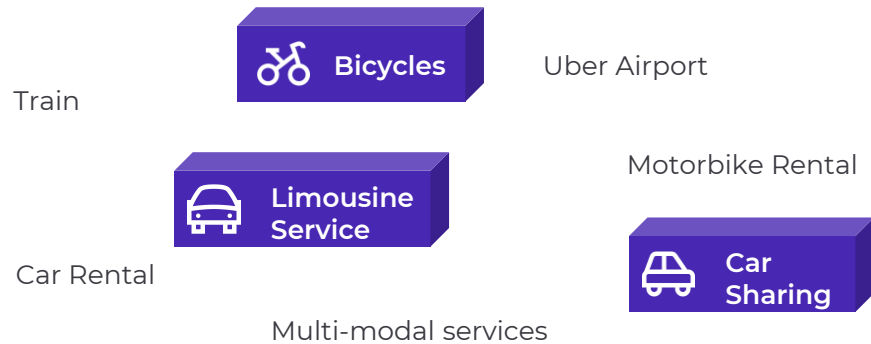 Bicycles
Uber Airport
Train
Motorbike Rental
Limousine
Service
Car
Sharing
Car Rental
Multi-modal services